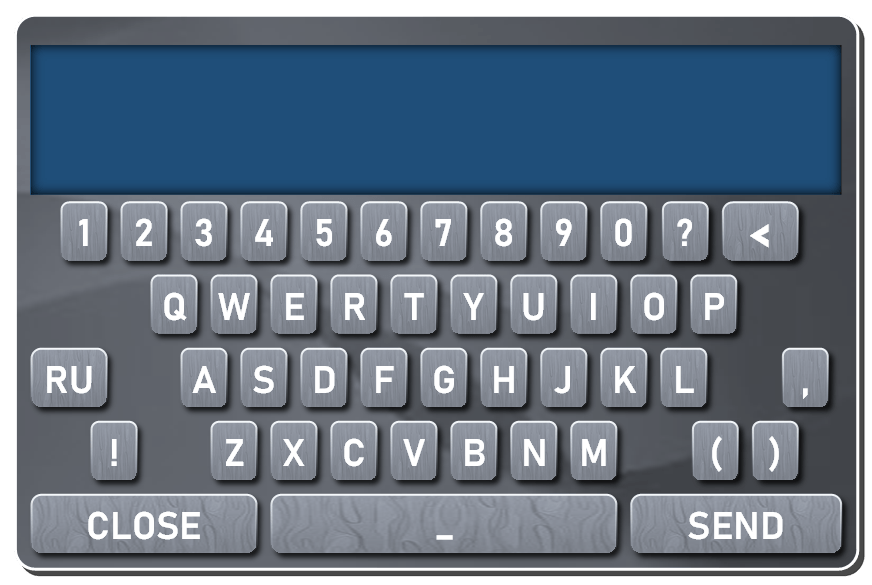 1 2 3 4 5 6 7 8 9 0 ? <
Q W E R T Y U I O P
RU A S D F G H J K L ,
! Z X C V B N M ( )
CLOSE _ SEND